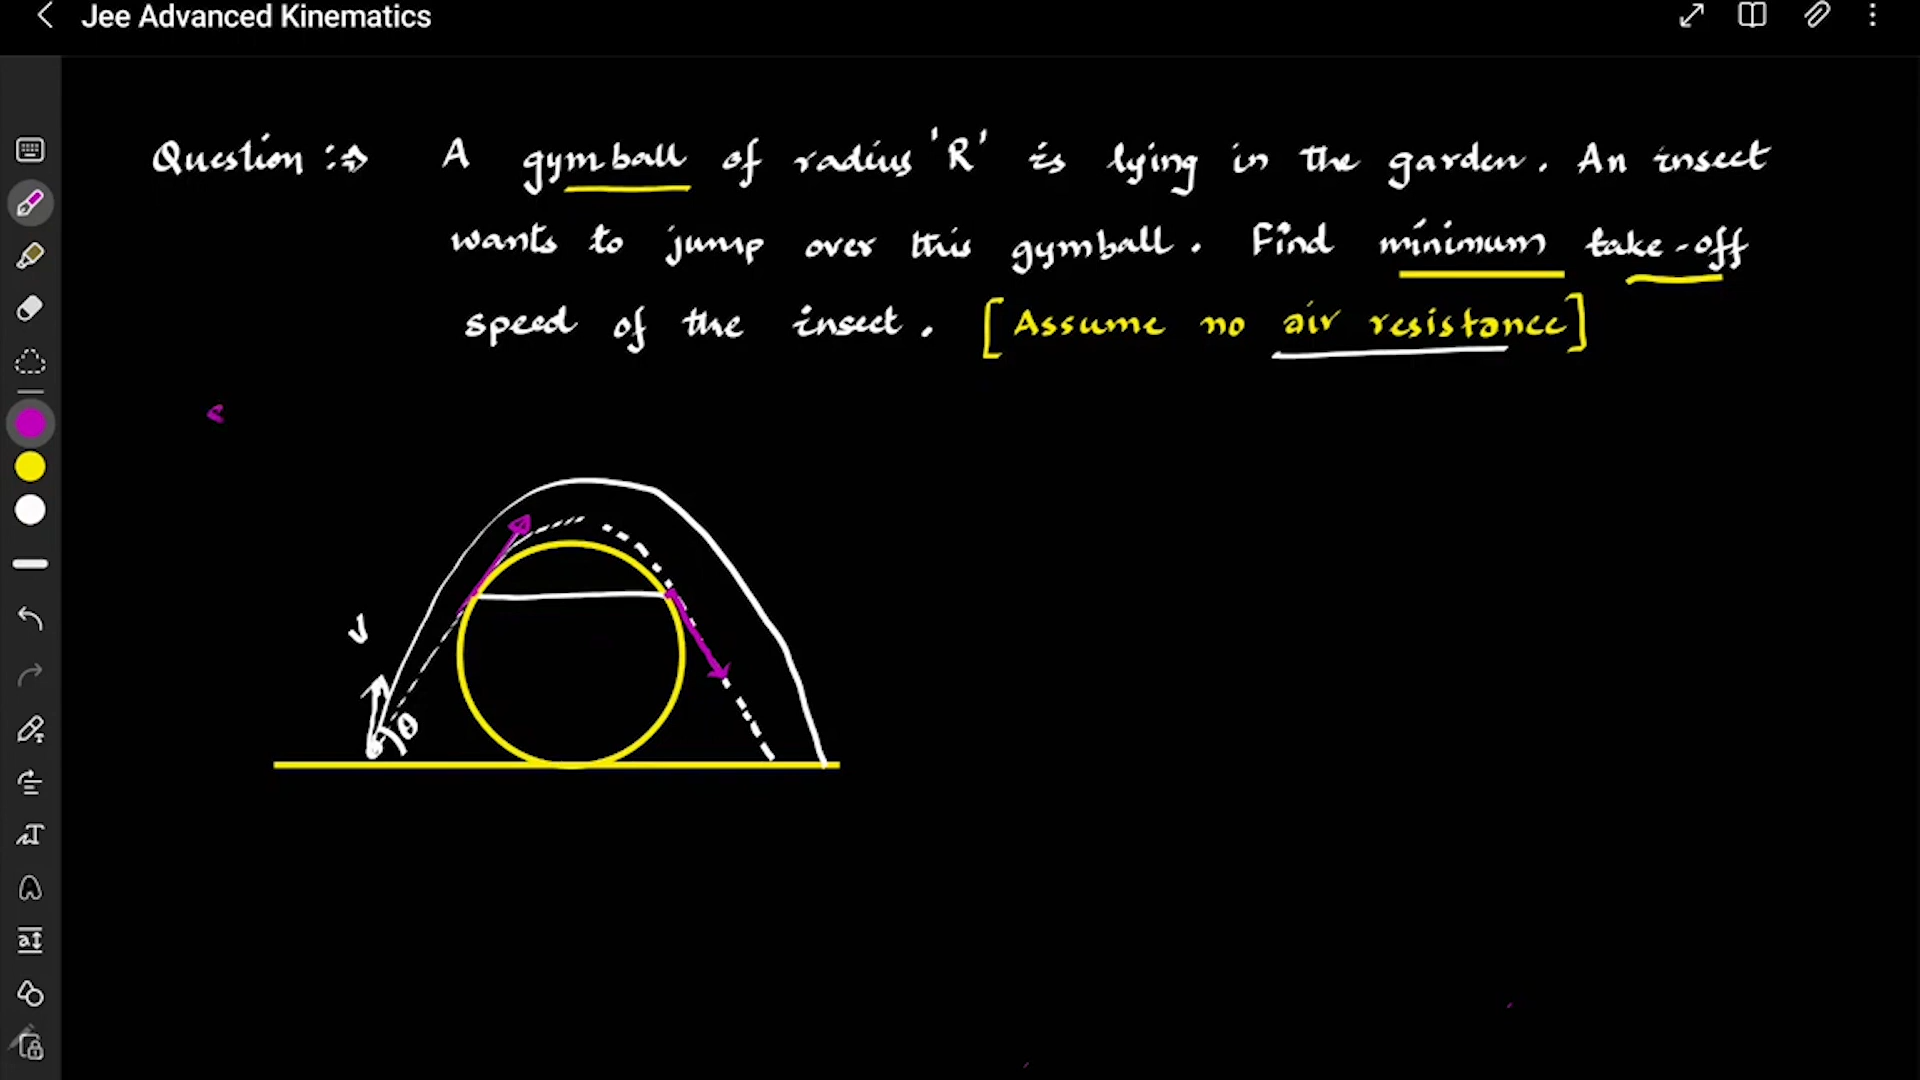 Jee Advanced Kinematics
Question :⇒ A gymball of radius 'R' is lying in the garden. An insect
wants to jump over this gymball. Find minimum take-off
speed of the insect. [Assume no air resistance]
v
θ